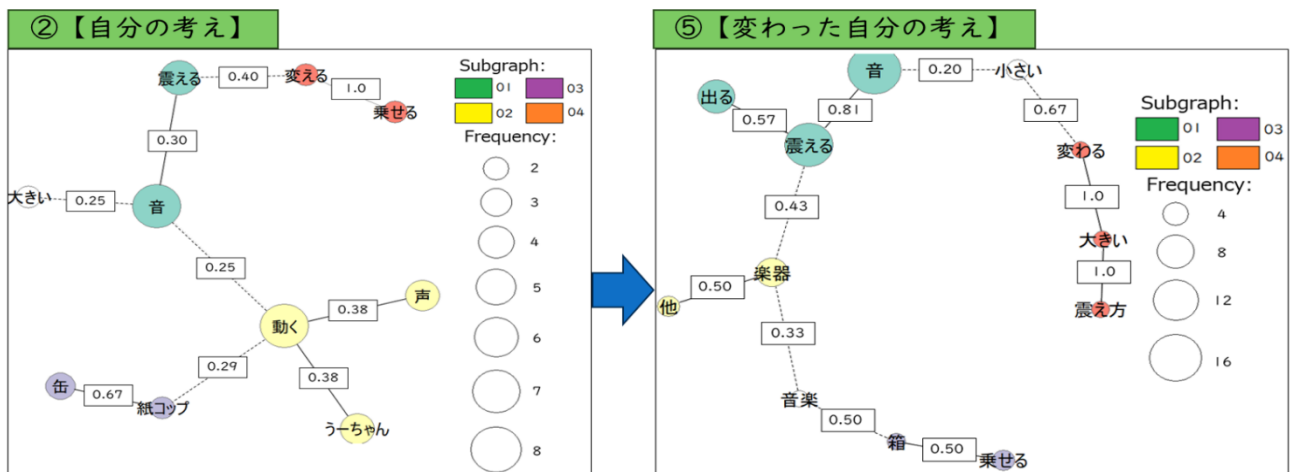 ②【自分の考え】
震える
0.40
変える
1.0
乗せる
0.30
大きい
0.25
音
0.25
動く
0.38
声
0.29
0.38
缶
0.67
紙コップ
うーちゃん
Subgraph:
01
03
02
04
Frequency:
2
3
4
5
6
7
8
⑤【変わった自分の考え】
音
0.20
小さい
出る
0.57
0.81
0.67
震える
変わる
0.43
1.0
大きい
楽器
0.50
他
1.0
震え方
0.33
音楽
0.50
箱
0.50
乗せる
Subgraph:
01
03
02
04
Frequency:
4
8
12
16